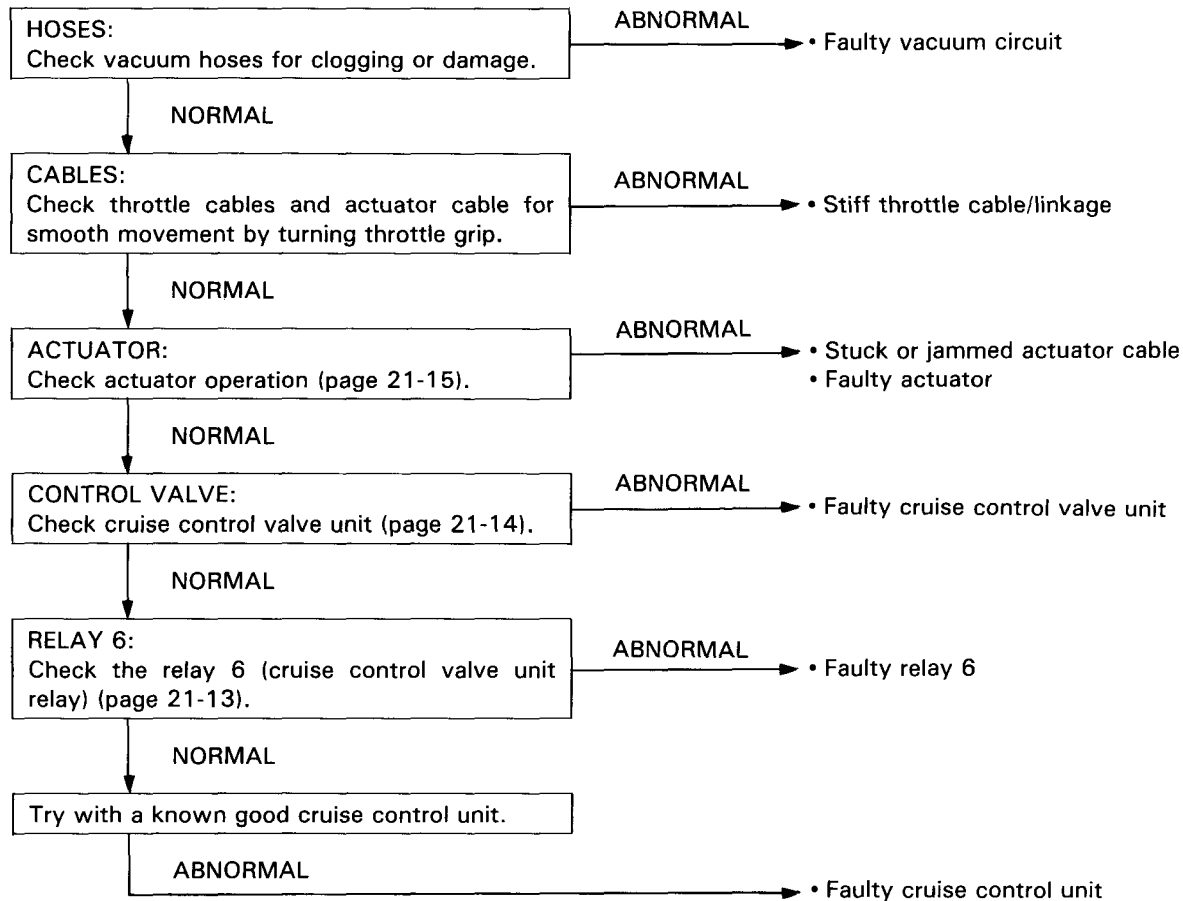 HOSES:
Check vacuum hoses for clogging or damage.
ABNORMAL
• Faulty vacuum circuit
NORMAL
CABLES:
Check throttle cables and actuator cable for
smooth movement by turning throttle grip.
ABNORMAL
• Stiff throttle cable/linkage
NORMAL
ACTUATOR:
Check actuator operation (page 21-15).
ABNORMAL
• Stuck or jammed actuator cable
• Faulty actuator
NORMAL
CONTROL VALVE:
Check cruise control valve unit (page 21-14).
ABNORMAL
• Faulty cruise control valve unit
NORMAL
RELAY 6:
Check the relay 6 (cruise control valve unit
relay) (page 21-13).
ABNORMAL
• Faulty relay 6
NORMAL
Try with a known good cruise control unit.
ABNORMAL
• Faulty cruise control unit